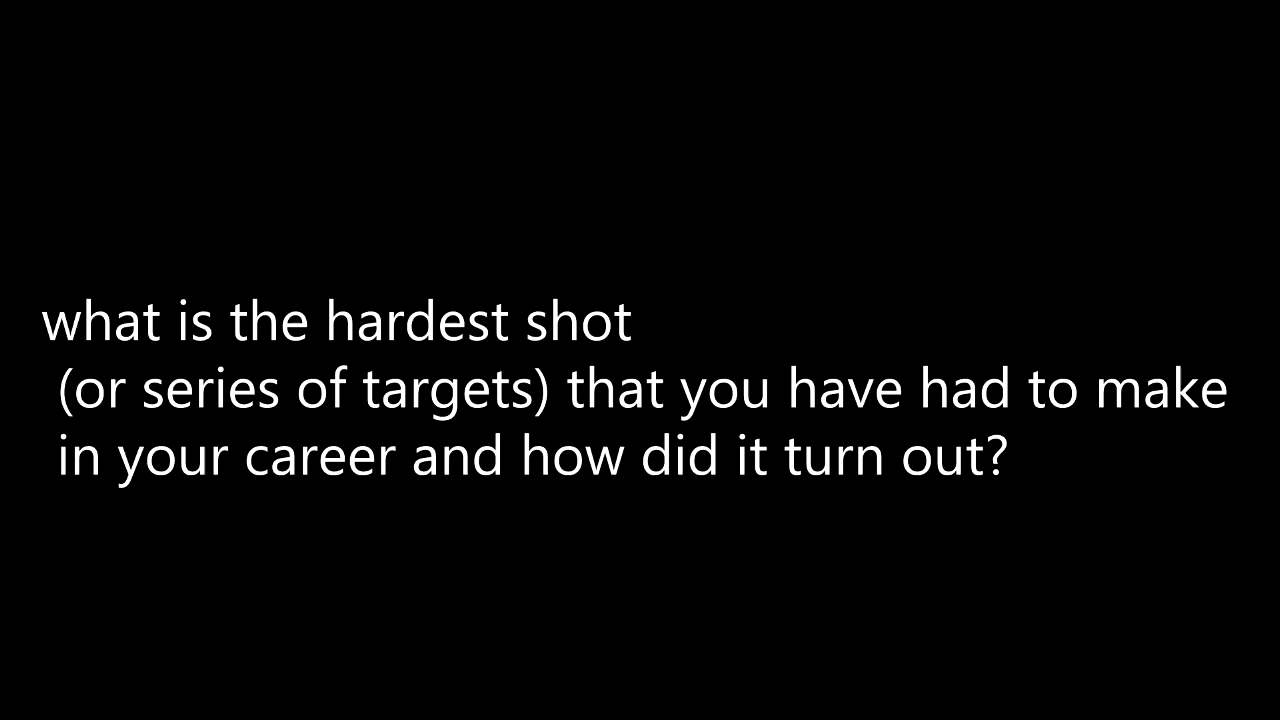 what is the hardest shot
(or series of targets) that you have had to make
in your career and how did it turn out?